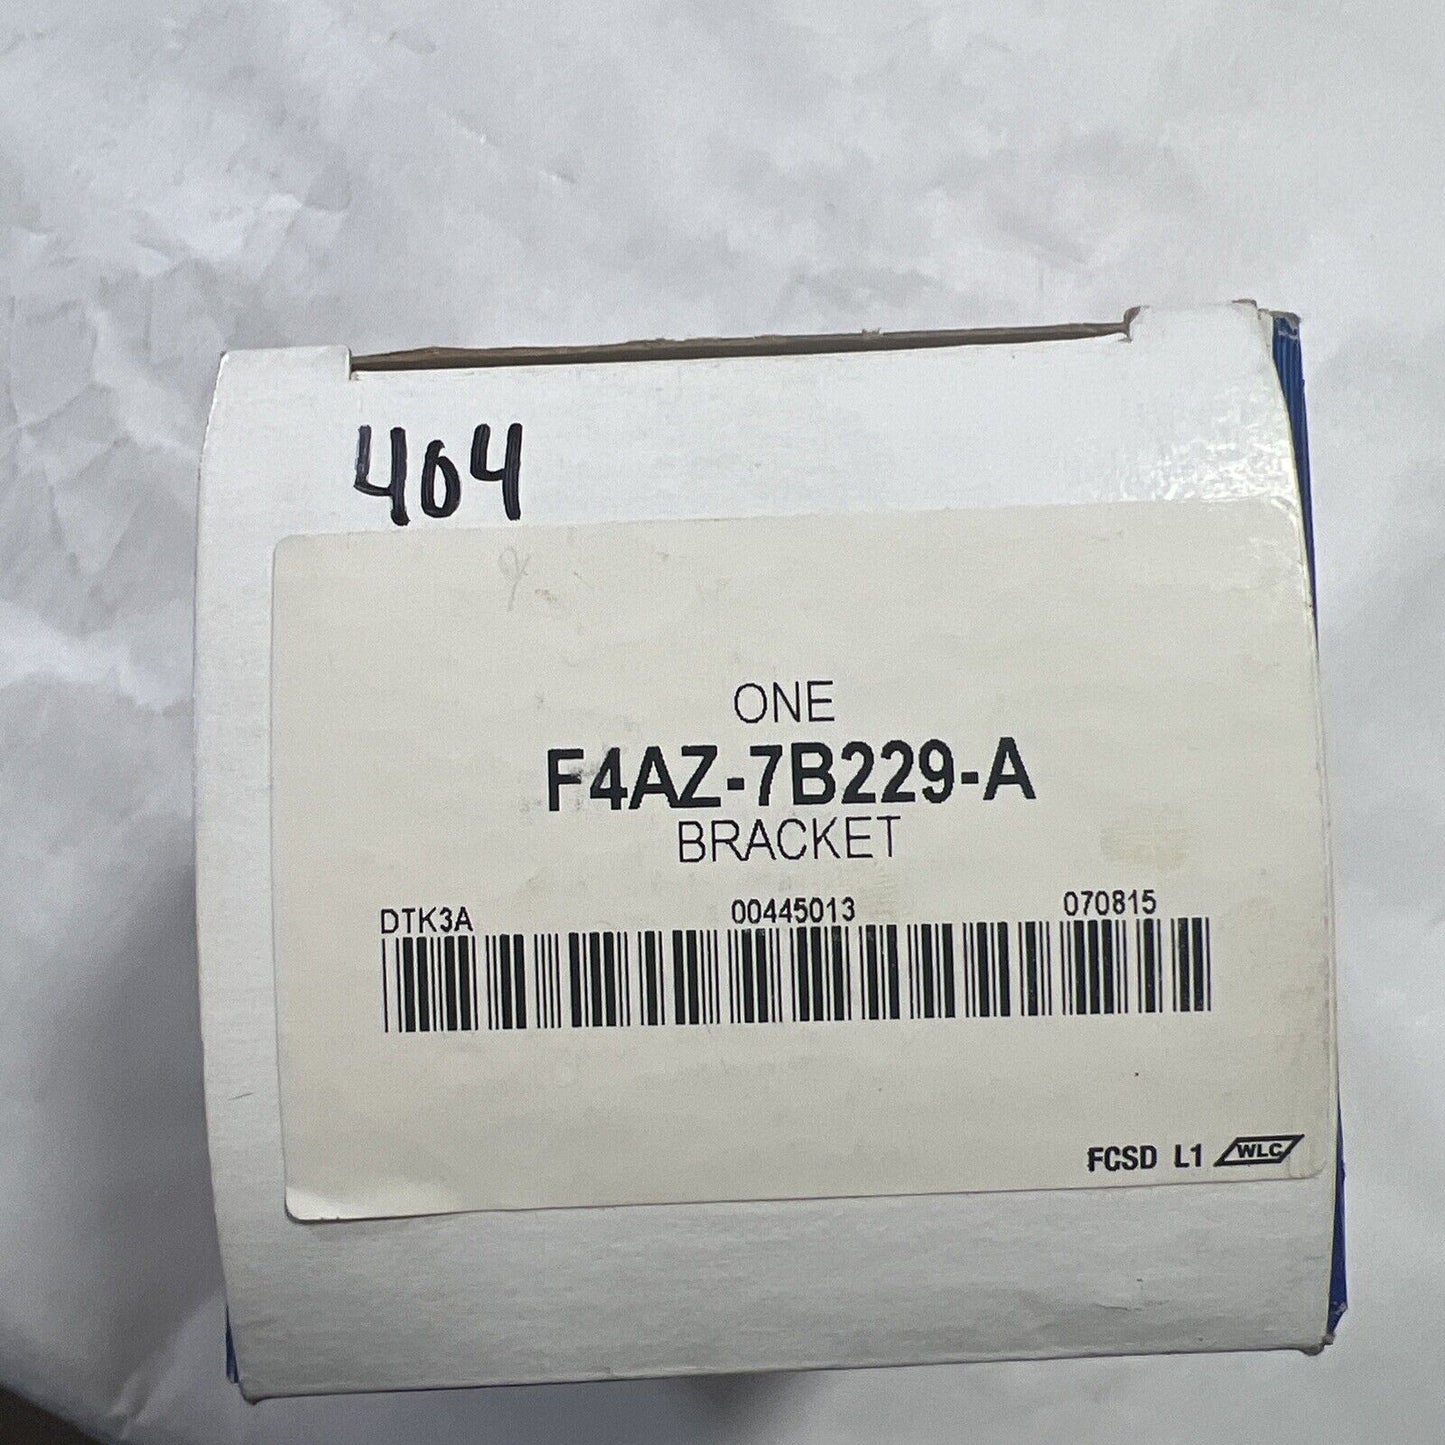 404
ONE
F4AZ-7B229-A
BRACKET
DTK3A 00445013 070815
FCSD L1 WLC